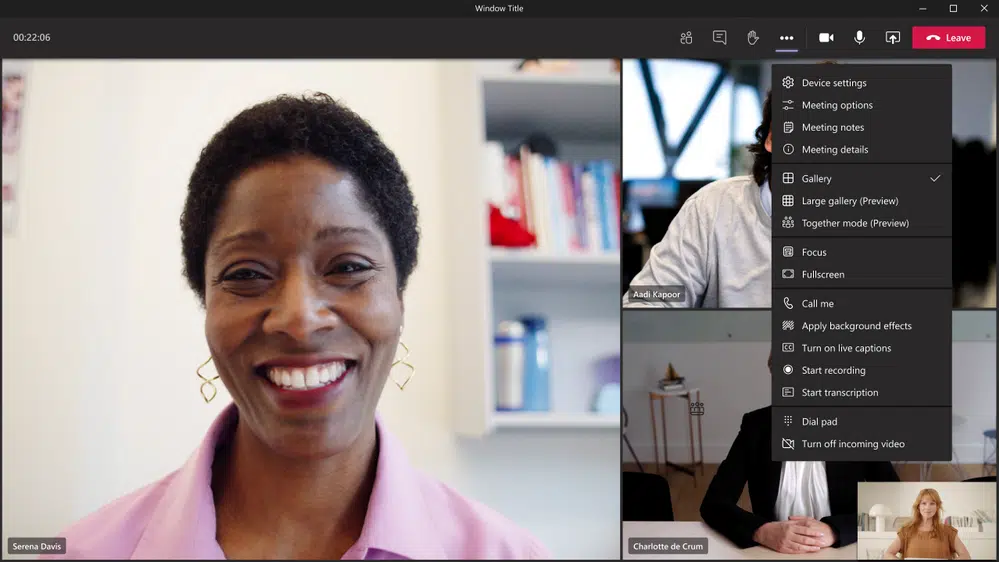 Window Title
00:22:06
Leave
Device settings
Meeting options
Meeting notes
Meeting details
Gallery
Large gallery (Preview)
Together mode (Preview)
Focus
Fullscreen
Call me
Apply background effects
CC Turn on live captions
Start recording
Start transcription
Dial pad
Turn off incoming video
Aadi Kapoor
Serena Davis
Charlotte de Crum